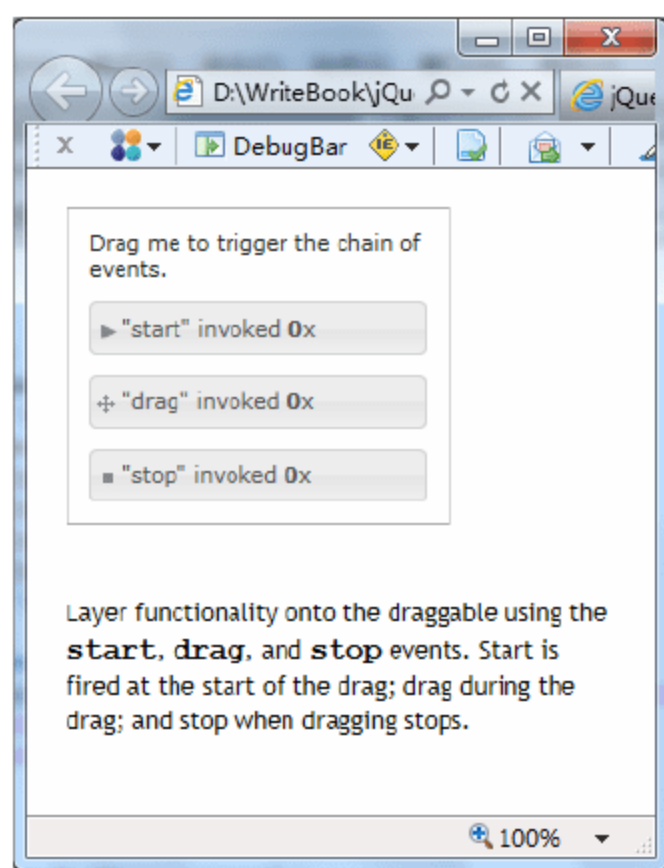 D:\WriteBook\jQu
jQue
x DebugBar
Drag me to trigger the chain of
events.
"start" invoked 0x
"drag" invoked 0x
"stop" invoked 0x
Layer functionality onto the draggable using the
start, drag, and stop events. Start is
fired at the start of the drag; drag during the
drag; and stop when dragging stops.
100%